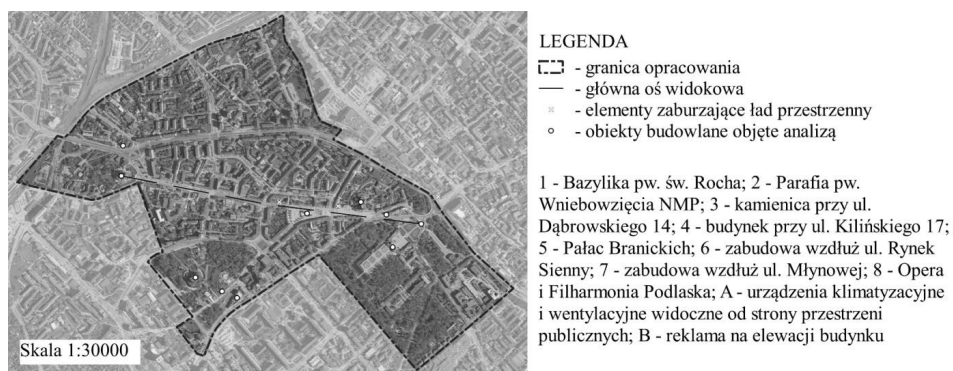 LEGENDA
- granica opracowania
- główna oś widokowa
- elementy zaburzające ład przestrzenny
- obiekty budowlane objęte analizą
1 - Bazylika pw. św. Rocha; 2 - Parafia pw.
Wniebowzięcia NMP; 3 - kamienica przy ul.
Dąbrowskiego 14; 4 - budynek przy ul. Kilińskiego 17;
5 - Pałac Branickich; 6 - zabudowa wzdłuż ul. Rynek
Sienny; 7 - zabudowa wzdłuż ul. Młynowej; 8 - Opera
i Filharmonia Podlaska; A - urządzenia klimatyzacyjne
i wentylacyjne widoczne od strony przestrzeni
publicznych; B - reklama na elewacji budynku
Skala 1:30000